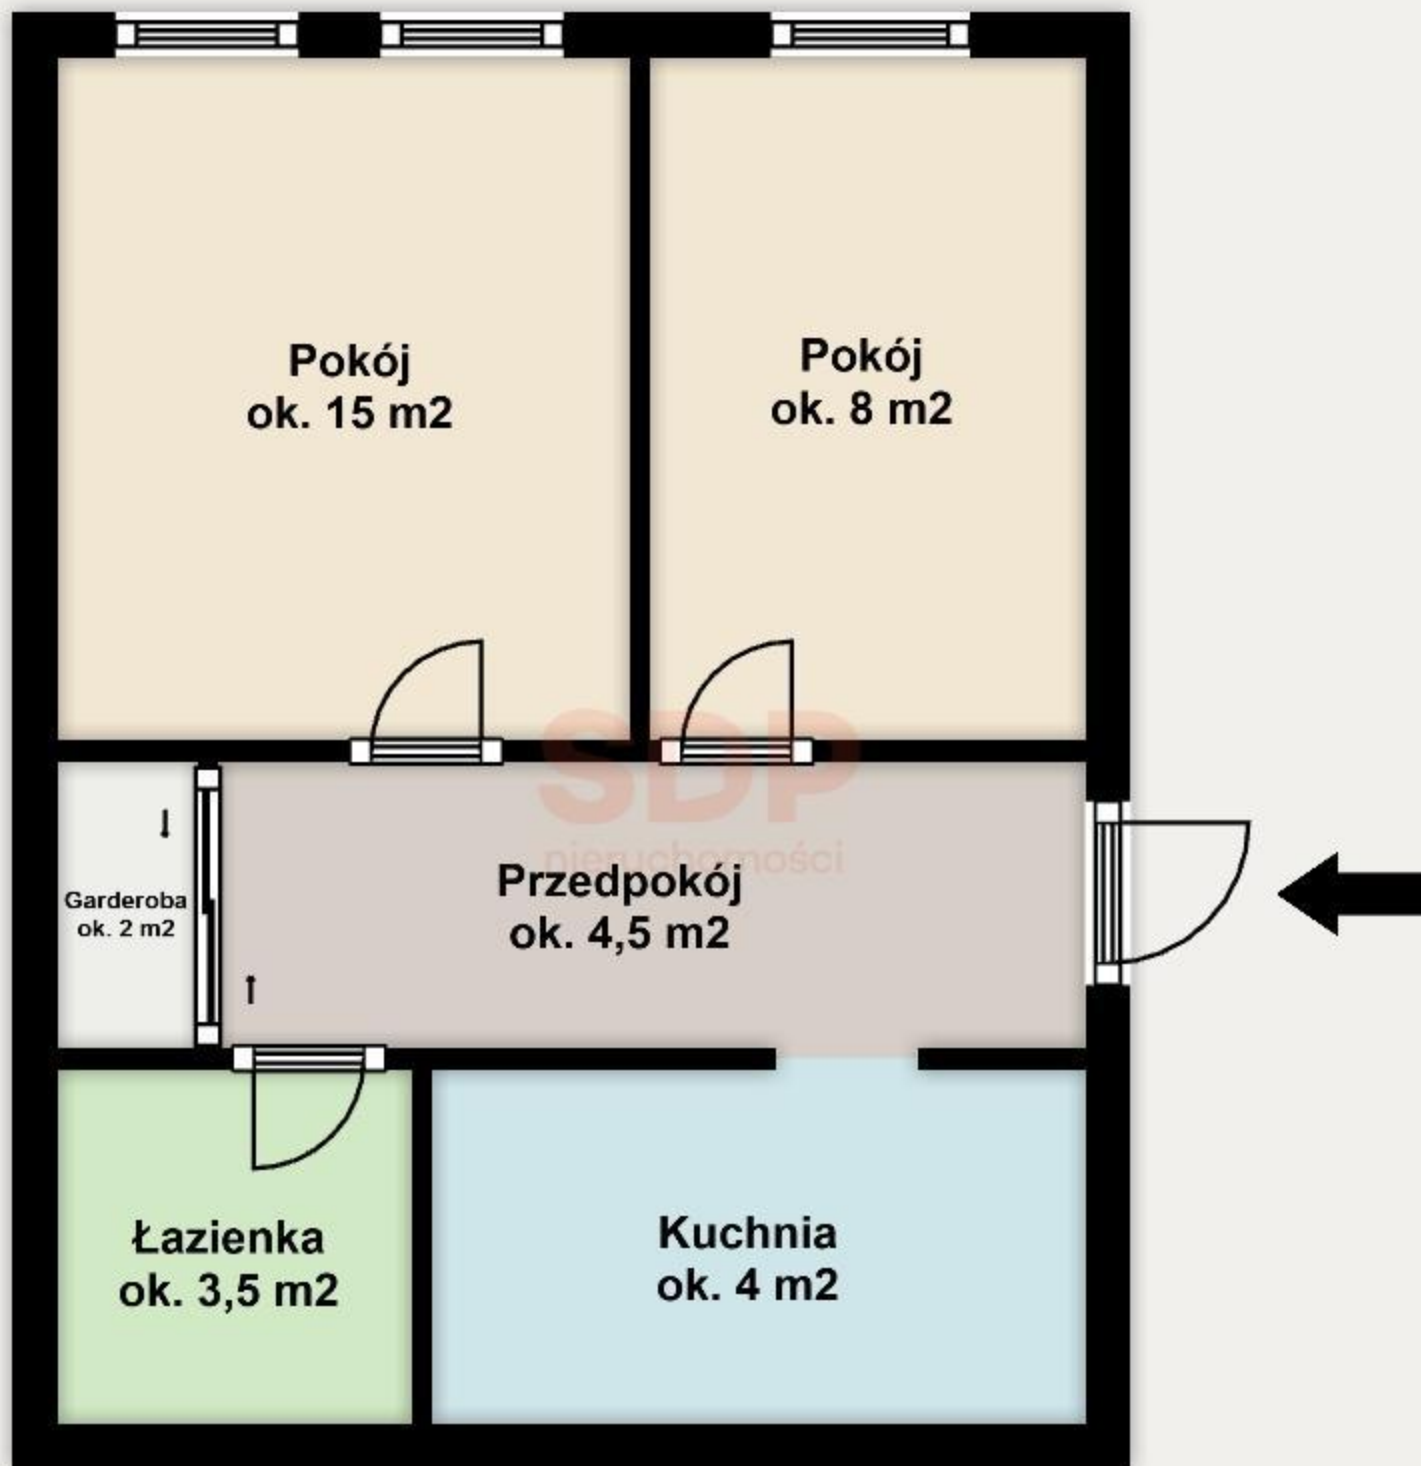 Pokój
ok. 15 m2
Pokój
ok. 8 m2
SDP
nieruchomości
Garderoba
ok. 2 m2
Przedpokój
ok. 4,5 m2
Łazienka
ok. 3,5 m2
Kuchnia
ok. 4 m2